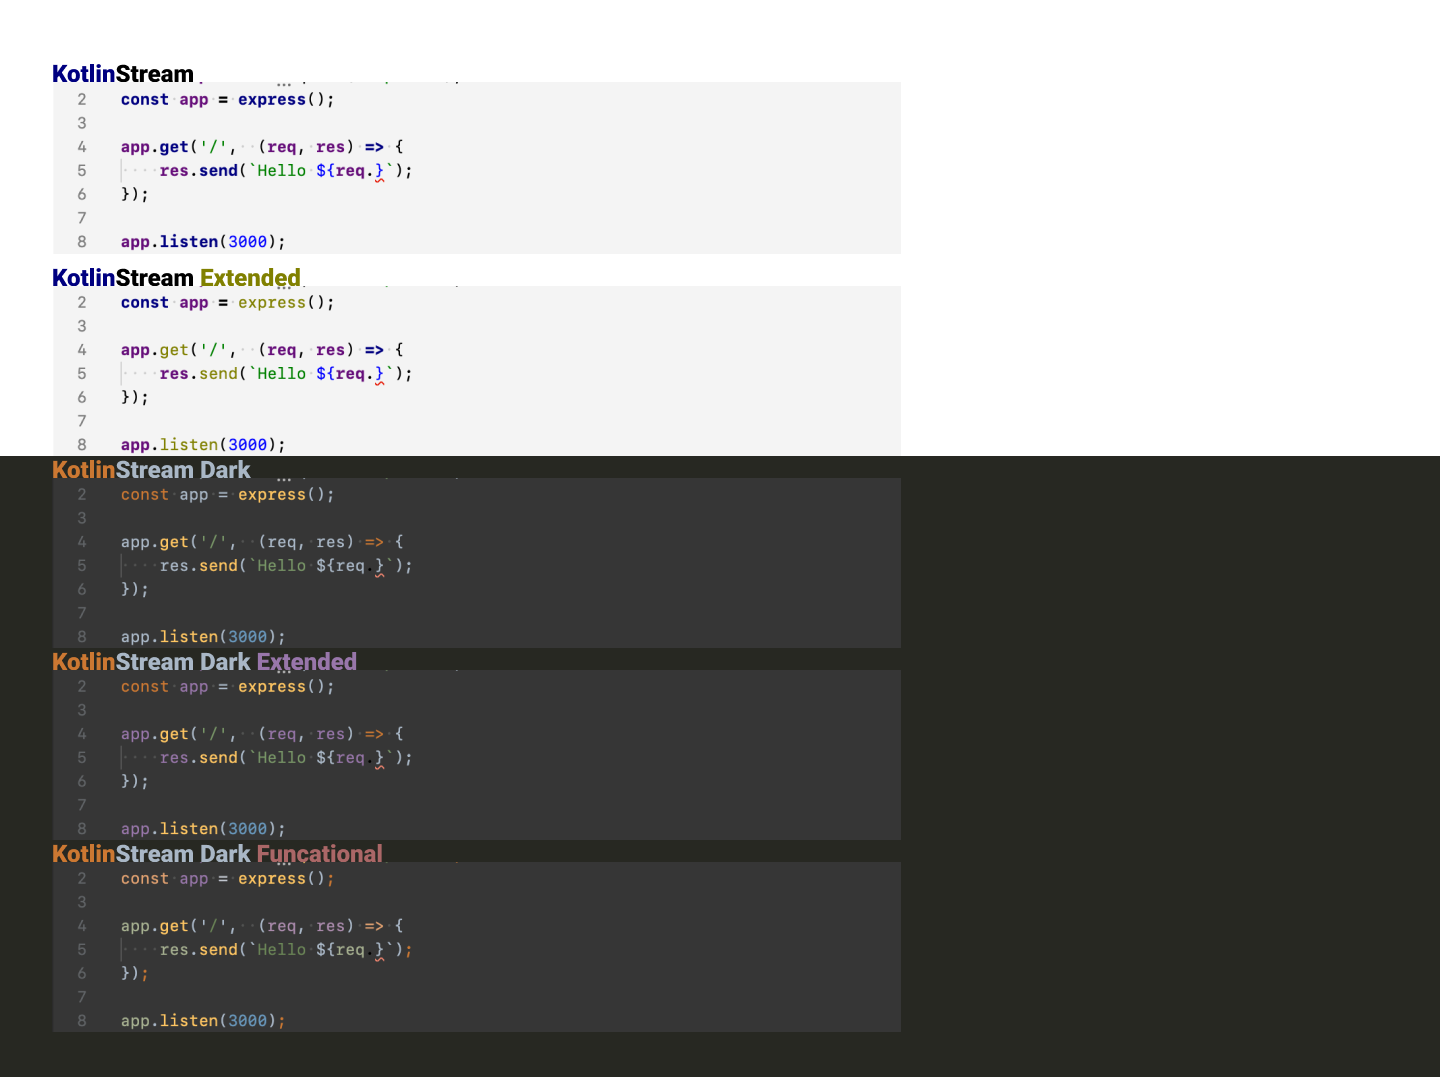 KotlinStream
2 const app = express();
3
4 app.get('/', (req, res) => {
5 res.send(`Hello ${req.}`);
6 });
7
8 app.listen(3000);
KotlinStream Extended
2 const app = express();
3
4 app.get('/', (req, res) => {
5 res.send(`Hello ${req.}`);
6 });
7
8 app.listen(3000);
KotlinStream Dark
2 const app = express();
3
4 app.get('/', (req, res) => {
5 res.send(`Hello ${req.}`);
6 });
7
8 app.listen(3000);
KotlinStream Dark Extended
2 const app = express();
3
4 app.get('/', (req, res) => {
5 res.send(`Hello ${req.}`);
6 });
7
8 app.listen(3000);
KotlinStream Dark Funcational
2 const app = express();
3
4 app.get('/', (req, res) => {
5 res.send(`Hello ${req.}`);
6 });
7
8 app.listen(3000);